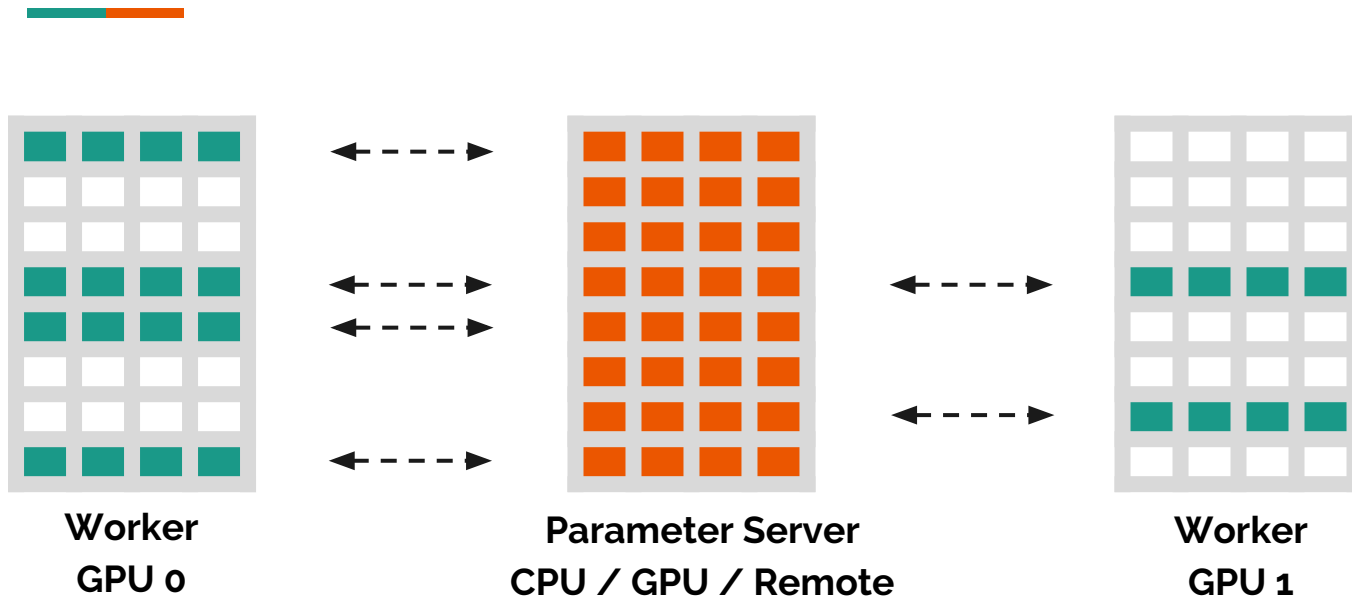 Worker
GPU 0
Parameter Server
CPU / GPU / Remote
Worker
GPU 1